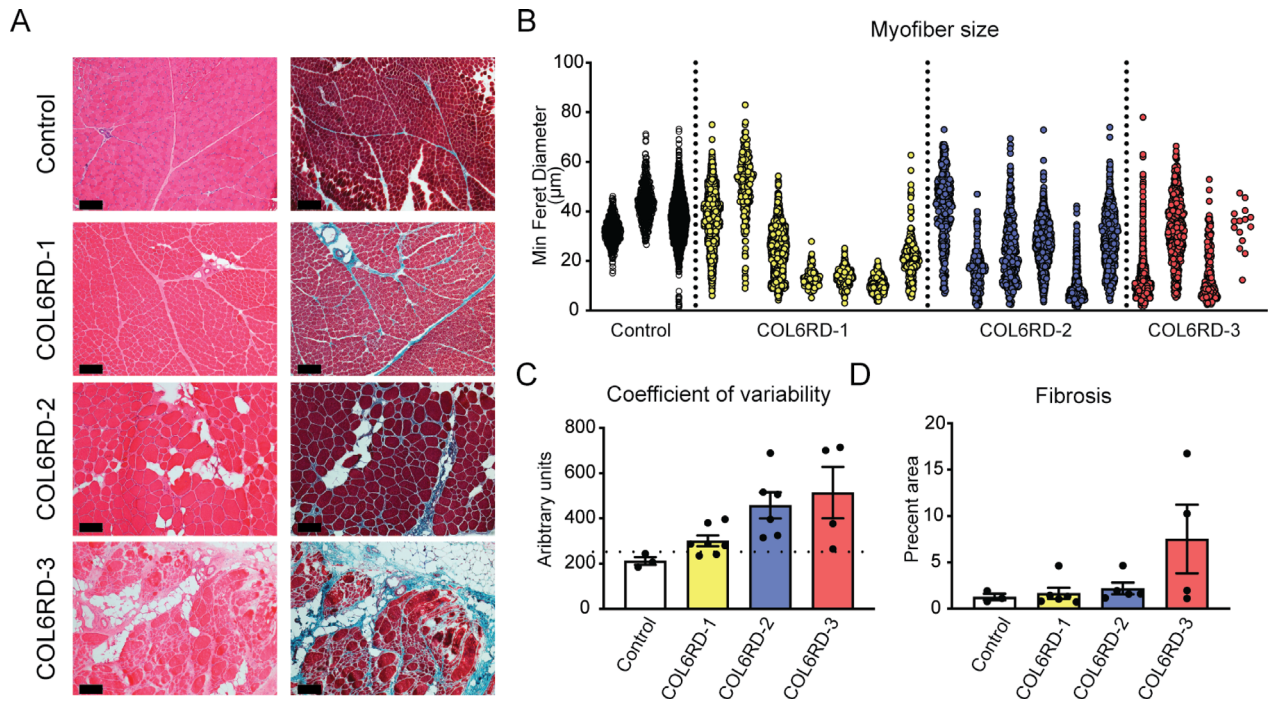 A
Control
COL6RD-1
COL6RD-2
COL6RD-3
B
Myofiber size
Min Feret Diameter
(μm)
100
80
60
40
20
0
Control
COL6RD-1
COL6RD-2
COL6RD-3
C
Coefficient of variability
Aribtrary units
800
600
400
200
0
Control
COL6RD-1
COL6RD-2
COL6RD-3
D
Fibrosis
Precent area
20
15
10
5
0
Control
COL6RD-1
COL6RD-2
COL6RD-3